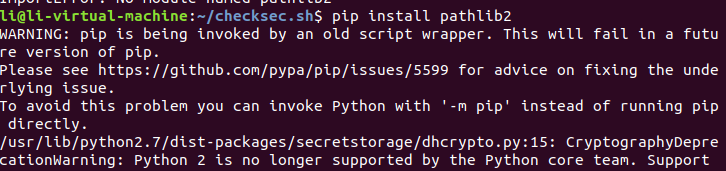 ImportError: No module named pathlib2
li@li-virtual-machine:~/checksec.sh$ pip install pathlib2
WARNING: pip is being invoked by an old script wrapper. This will fail in a futu
re version of pip.
Please see https://github.com/pypa/pip/issues/5599 for advice on fixing the unde
rlying issue.
To avoid this problem you can invoke Python with '-m pip' instead of running pip
 directly.
/usr/lib/python2.7/dist-packages/secretstorage/dhcrypto.py:15: CryptographyDepre
cationWarning: Python 2 is no longer supported by the Python core team. Support